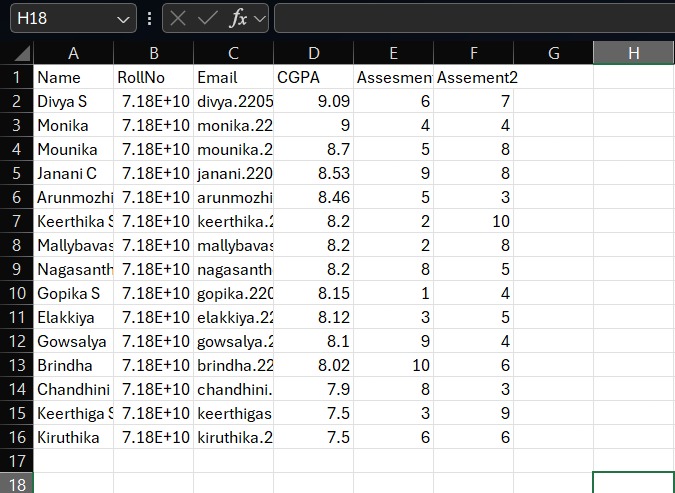 H18 fx
A B C D E F G H
1 Name RollNo Email CGPA Assesmen Assement2
2 Divya S 7.18E+10 divya.2205 9.09 6 7
3 Monika 7.18E+10 monika.22 9 4 4
4 Mounika 7.18E+10 mounika.2 8.7 5 8
5 Janani C 7.18E+10 janani.220 8.53 9 8
6 Arunmozhi 7.18E+10 arunmozhi 8.46 5 3
7 Keerthika S 7.18E+10 keerthika.2 8.2 2 10
8 Mallybavas 7.18E+10 mallybavas 8.2 2 8
9 Nagasanth 7.18E+10 nagasanth 8.2 8 5
10 Gopika S 7.18E+10 gopika.220 8.15 1 4
11 Elakkiya 7.18E+10 elakkiya.22 8.12 3 5
12 Gowsalya 7.18E+10 gowsalya.2 8.1 9 4
13 Brindha 7.18E+10 brindha.22 8.02 10 6
14 Chandhini 7.18E+10 chandhini. 7.9 8 3
15 Keerthiga S 7.18E+10 keerthigas 7.5 3 9
16 Kiruthika 7.18E+10 kiruthika.2 7.5 6 6
17
18